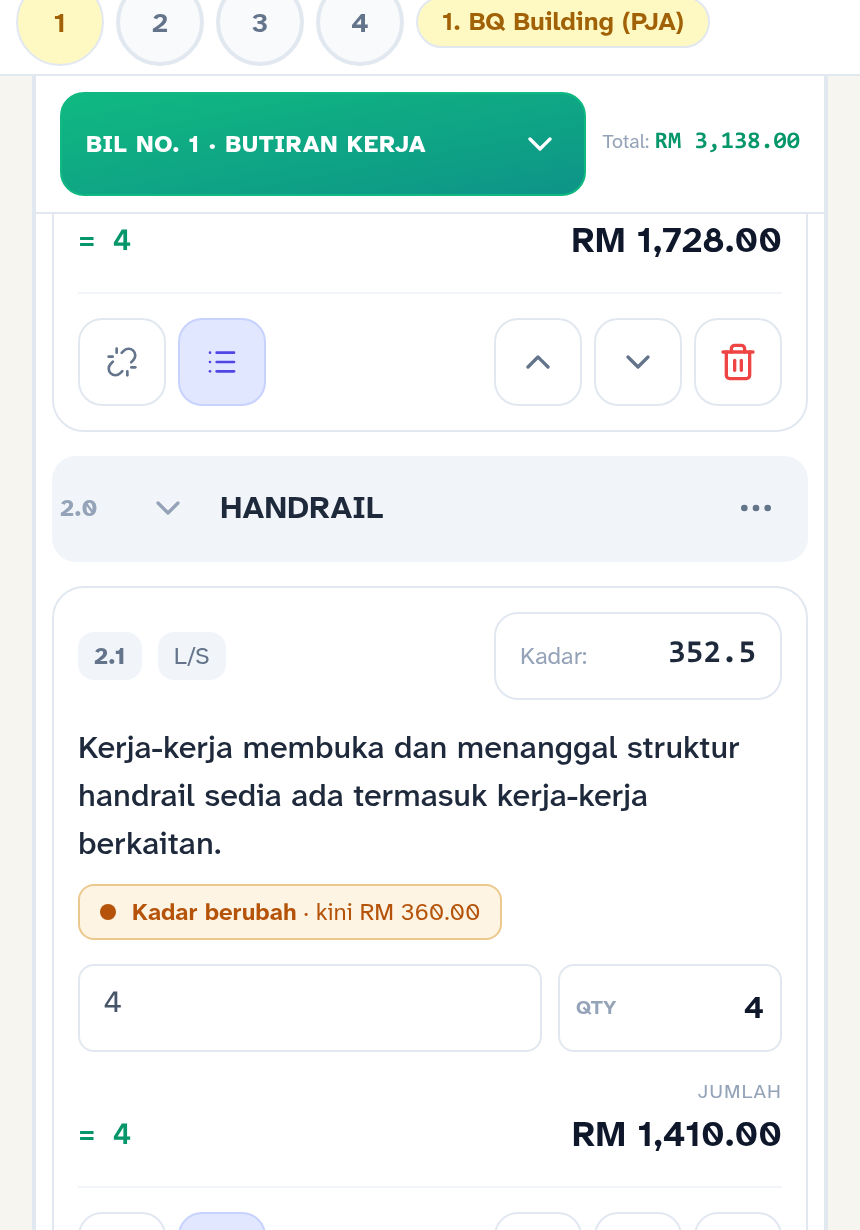 1 2 3 4 1. BQ Building (PJA)
BIL NO. 1 · BUTIRAN KERJA Total: RM 3,138.00
= 4 RM 1,728.00
2.0 HANDRAIL
2.1 L/S Kadar: 352.5
Kerja-kerja membuka dan menanggal struktur
handrail sedia ada termasuk kerja-kerja
berkaitan.
Kadar berubah · kini RM 360.00
4 QTY 4
JUMLAH
= 4 RM 1,410.00